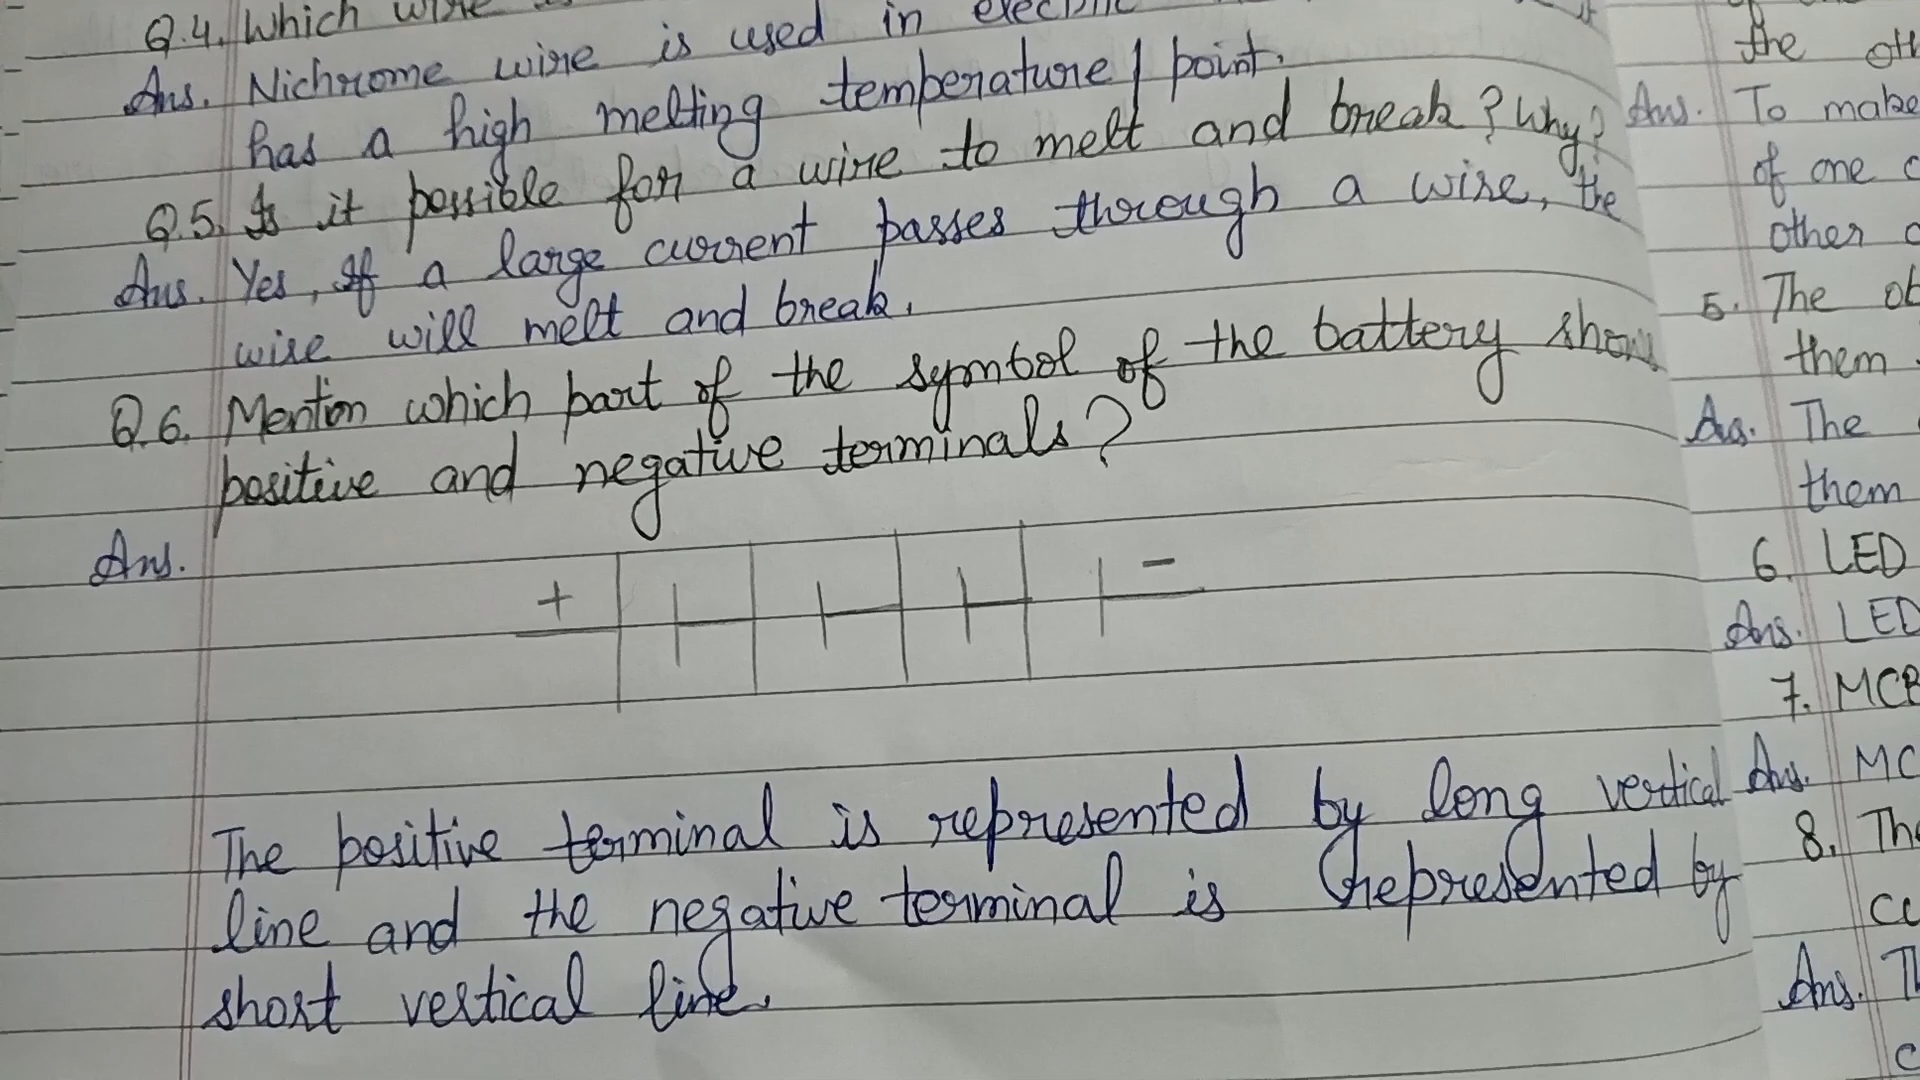 Q.4. Which wire
Ans. Nichrome wire is used in electric
has a high melting temperature/point.
Q.5. Is it possible for a wire to melt and break? Why?
Ans. Yes, If a large current passes through a wire, the
wire will melt and break.
Q.6. Mention which part of the symbol of the battery show
positive and negative terminals?
Ans.
+ -
The positive terminal is represented by long vertical
line and the negative terminal is represented by
short vertical line.
the
Ans. To make
of one
other
5. The
them
Ans. The
them
6. LED
Ans. LED
7. MCB
Ans. MC
8. Th
Ans.